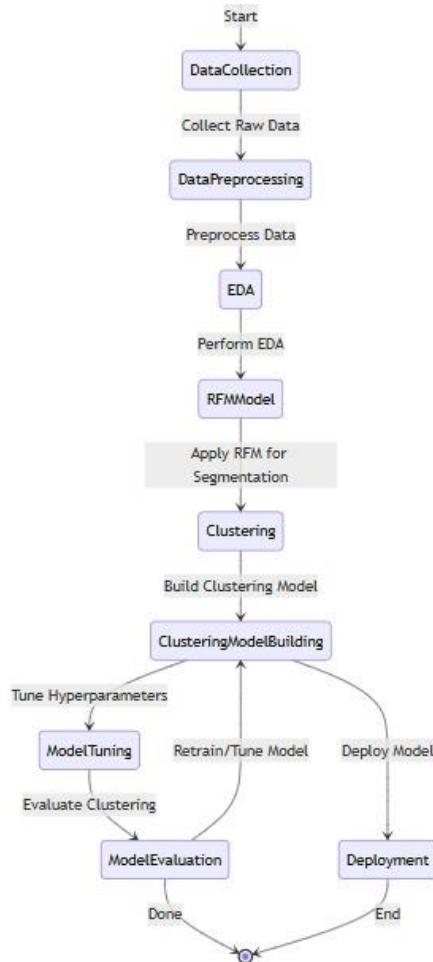 Start
DataCollection
Collect Raw Data
DataPreprocessing
Preprocess Data
EDA
Perform EDA
RFMModel
Apply RFM for
Segmentation
Clustering
Build Clustering Model
ClusteringModelBuilding
Tune Hyperparameters
ModelTuning
Retrain/Tune Model
Deploy Model
Evaluate Clustering
ModelEvaluation
Deployment
Done
End